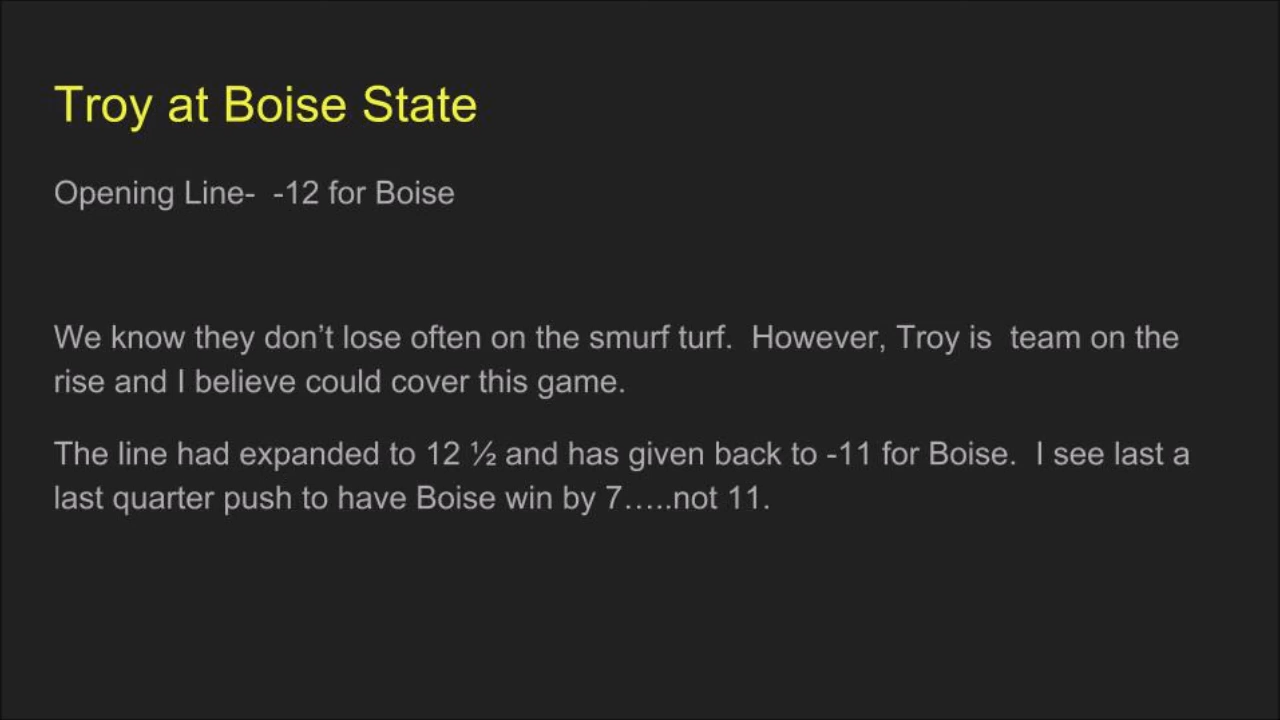 Troy at Boise State
Opening Line-  -12 for Boise
We know they don’t lose often on the smurf turf.  However, Troy is  team on the
rise and I believe could cover this game.
The line had expanded to 12 ½ and has given back to -11 for Boise.  I see last a
last quarter push to have Boise win by 7…..not 11.